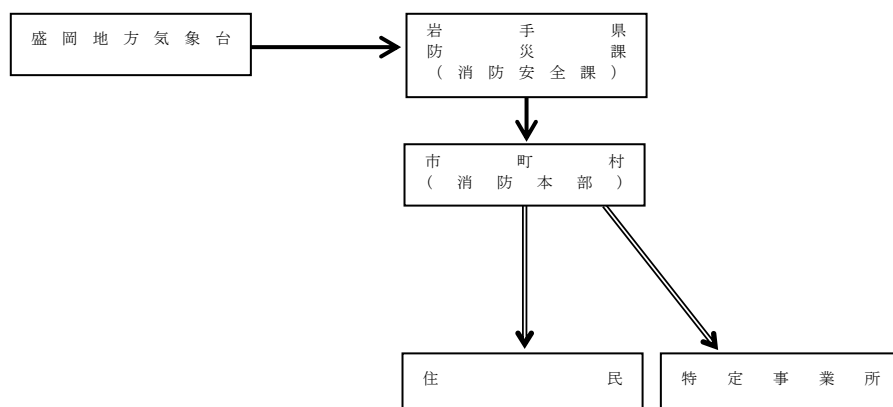 盛岡地方気象台
岩手県
防災課
(消防安全課)
市町村
(消防本部)
住民
特定事業所